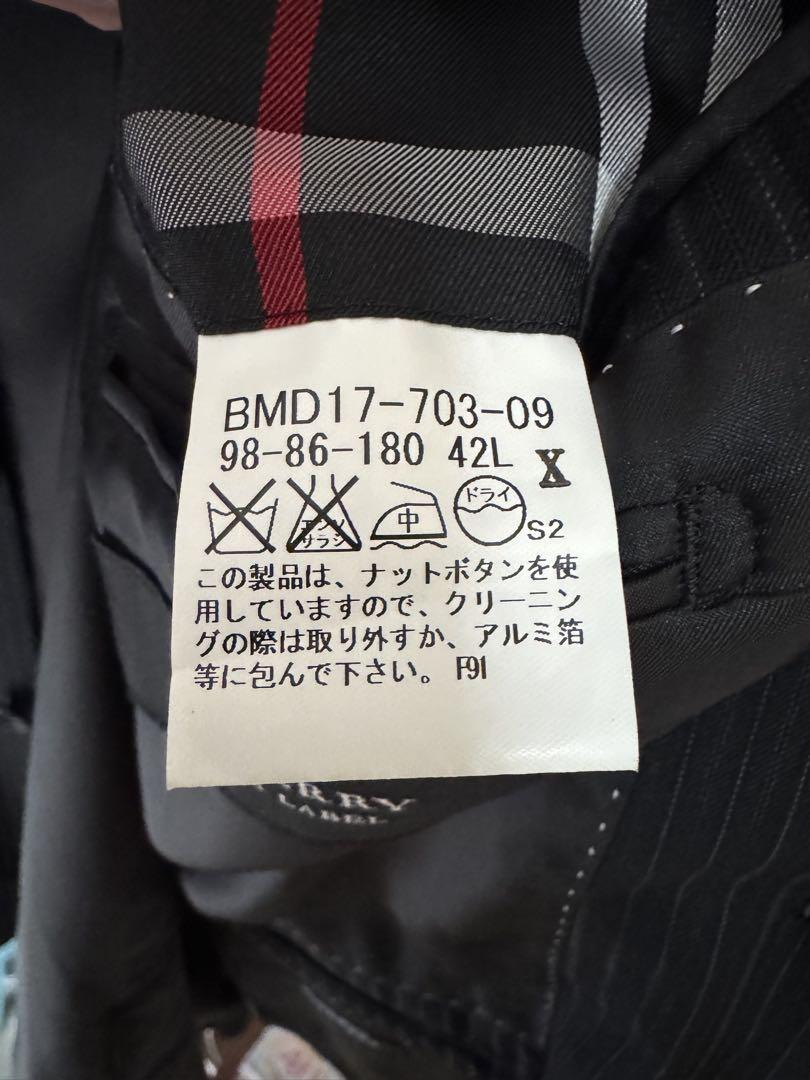 BMD17-703-09
98-86-180 42L X
エンソ
サラシ
中
ドライ
S2
この製品は、ナットボタンを使
用していますので、クリーニン
グの際は取り外すか、アルミ箔
等に包んで下さい。 F91
LABEL